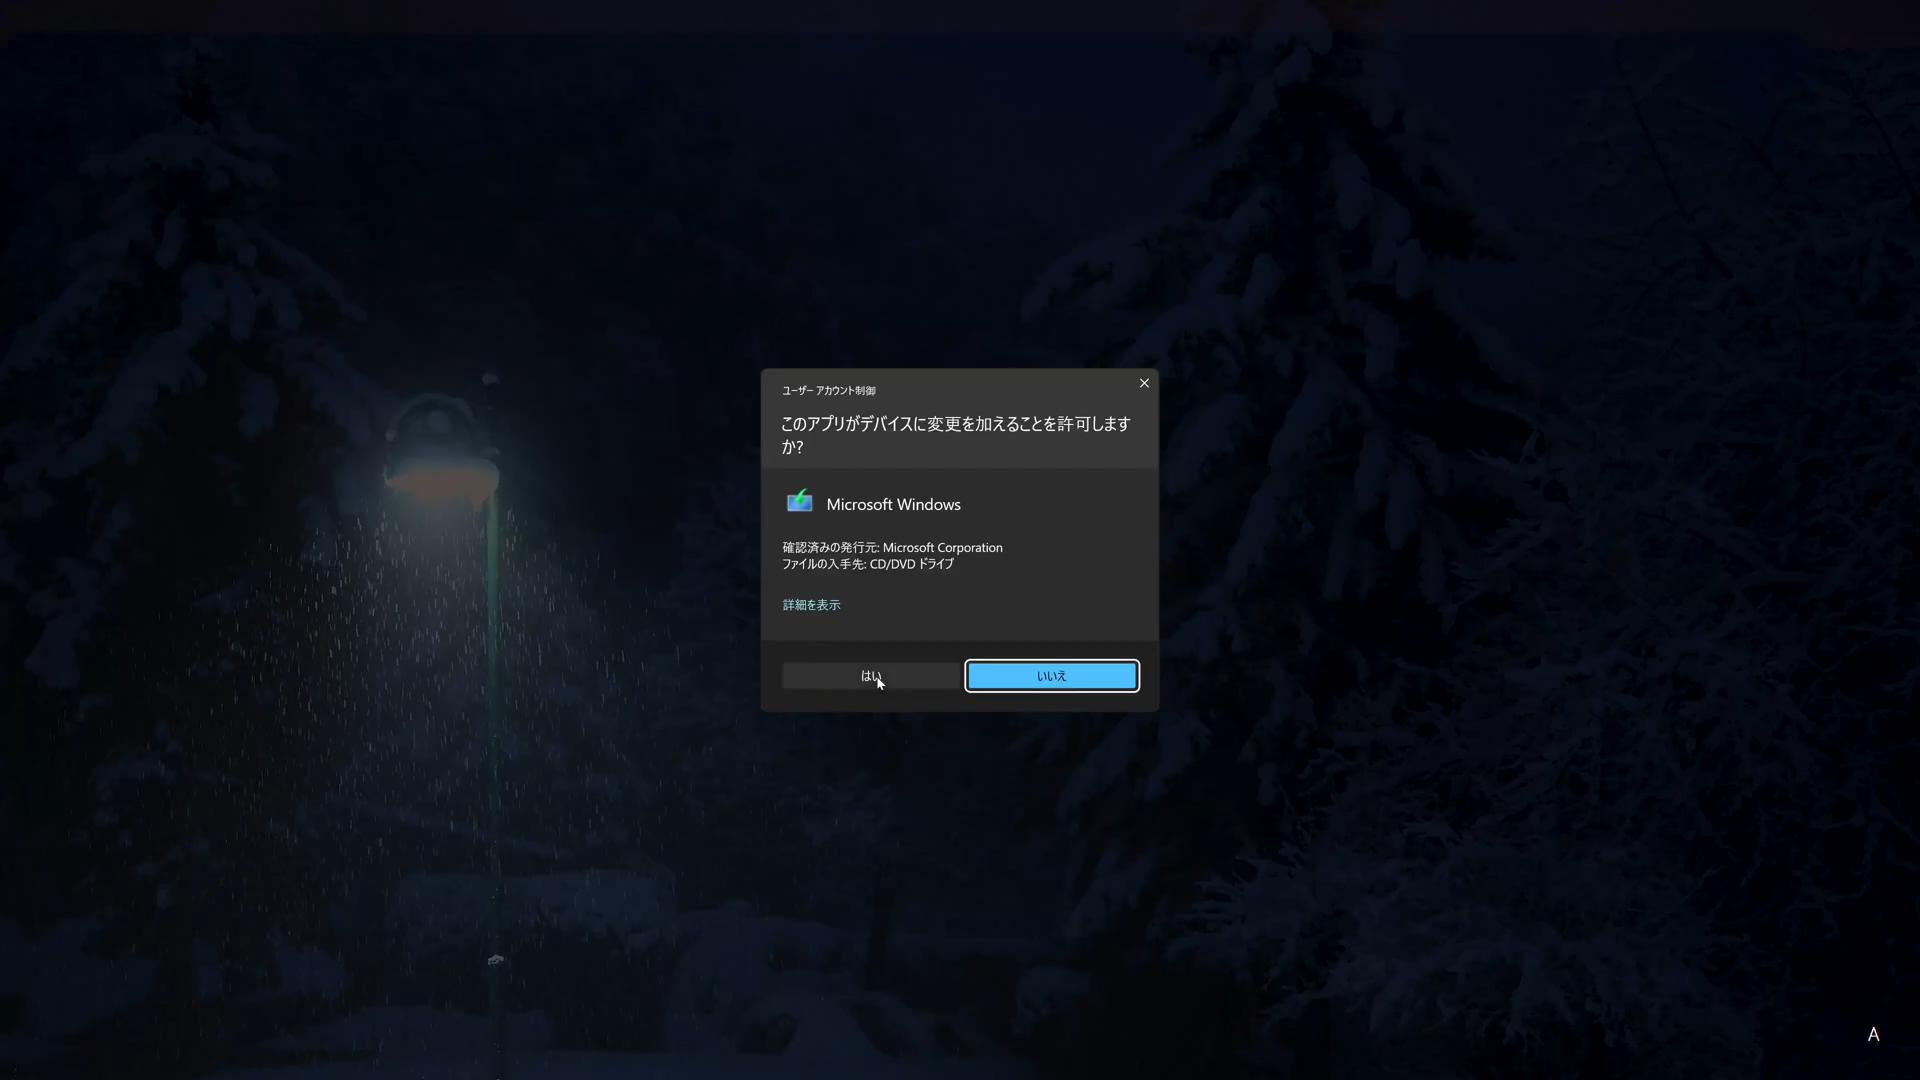 ユーザー アカウント制御
このアプリがデバイスに変更を加えることを許可します
か?
Microsoft Windows
確認済みの発行元: Microsoft Corporation
ファイルの入手先: CD/DVD ドライブ
詳細を表示
はい
いいえ
A